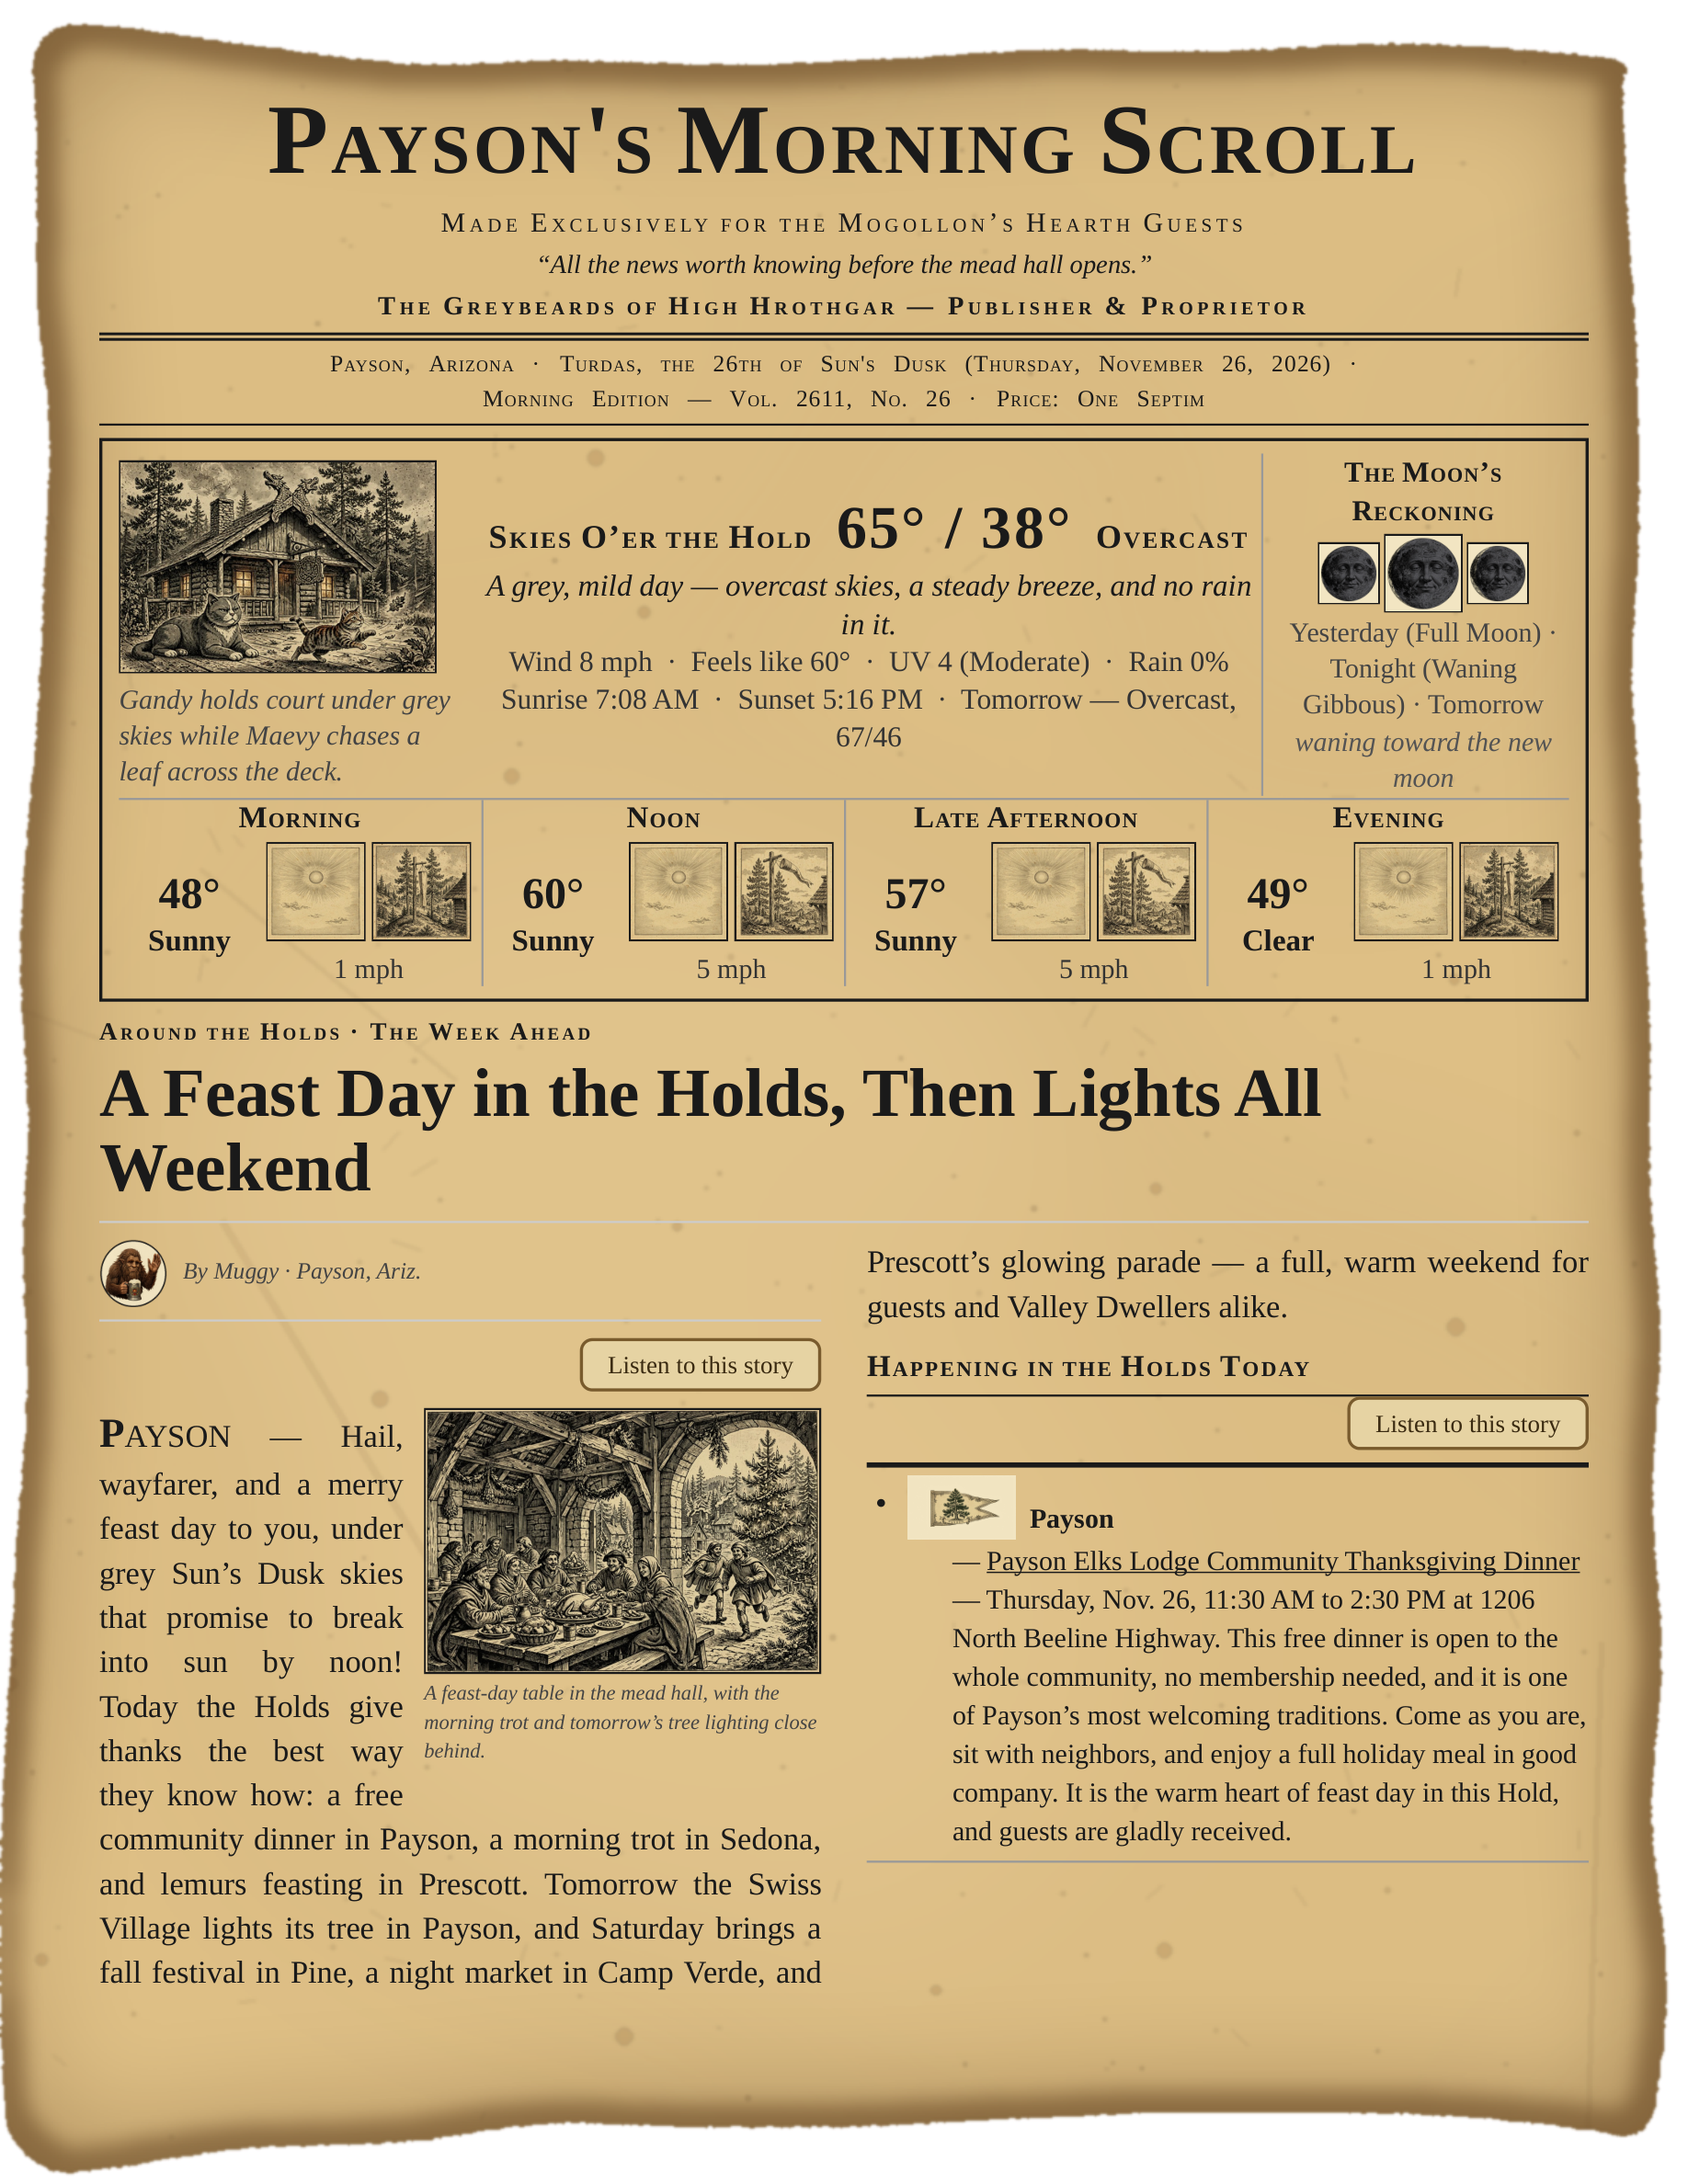 Payson's Morning Scroll
Made Exclusively for the Mogollon’s Hearth Guests
“All the news worth knowing before the mead hall opens.”
The Greybeards of High Hrothgar — Publisher & Proprietor
Payson, Arizona · Turdas, the 26th of Sun's Dusk (Thursday, November 26, 2026) ·
Morning Edition — Vol. 2611, No. 26 · Price: One Septim
Gandy holds court under grey
skies while Maevy chases a
leaf across the deck.
Skies O’er the Hold 65° / 38° Overcast
A grey, mild day — overcast skies, a steady breeze, and no rain
in it.
Wind 8 mph · Feels like 60° · UV 4 (Moderate) · Rain 0%
Sunrise 7:08 AM · Sunset 5:16 PM · Tomorrow — Overcast,
67/46
The Moon’s
Reckoning
Yesterday (Full Moon) ·
Tonight (Waning
Gibbous) · Tomorrow
waning toward the new
moon
Morning
48°
Sunny
1 mph
Noon
60°
Sunny
5 mph
Late Afternoon
57°
Sunny
5 mph
Evening
49°
Clear
1 mph
Around the Holds · The Week Ahead
A Feast Day in the Holds, Then Lights All
Weekend
By Muggy · Payson, Ariz.
Listen to this story
PAYSON — Hail,
wayfarer, and a merry
feast day to you, under
grey Sun’s Dusk skies
that promise to break
into sun by noon!
Today the Holds give
thanks the best way
they know how: a free
community dinner in Payson, a morning trot in Sedona,
and lemurs feasting in Prescott. Tomorrow the Swiss
Village lights its tree in Payson, and Saturday brings a
fall festival in Pine, a night market in Camp Verde, and
A feast-day table in the mead hall, with the
morning trot and tomorrow’s tree lighting close
behind.
Prescott’s glowing parade — a full, warm weekend for
guests and Valley Dwellers alike.
Happening in the Holds Today
Listen to this story
• Payson
— Payson Elks Lodge Community Thanksgiving Dinner
— Thursday, Nov. 26, 11:30 AM to 2:30 PM at 1206
North Beeline Highway. This free dinner is open to the
whole community, no membership needed, and it is one
of Payson’s most welcoming traditions. Come as you are,
sit with neighbors, and enjoy a full holiday meal in good
company. It is the warm heart of feast day in this Hold,
and guests are gladly received.